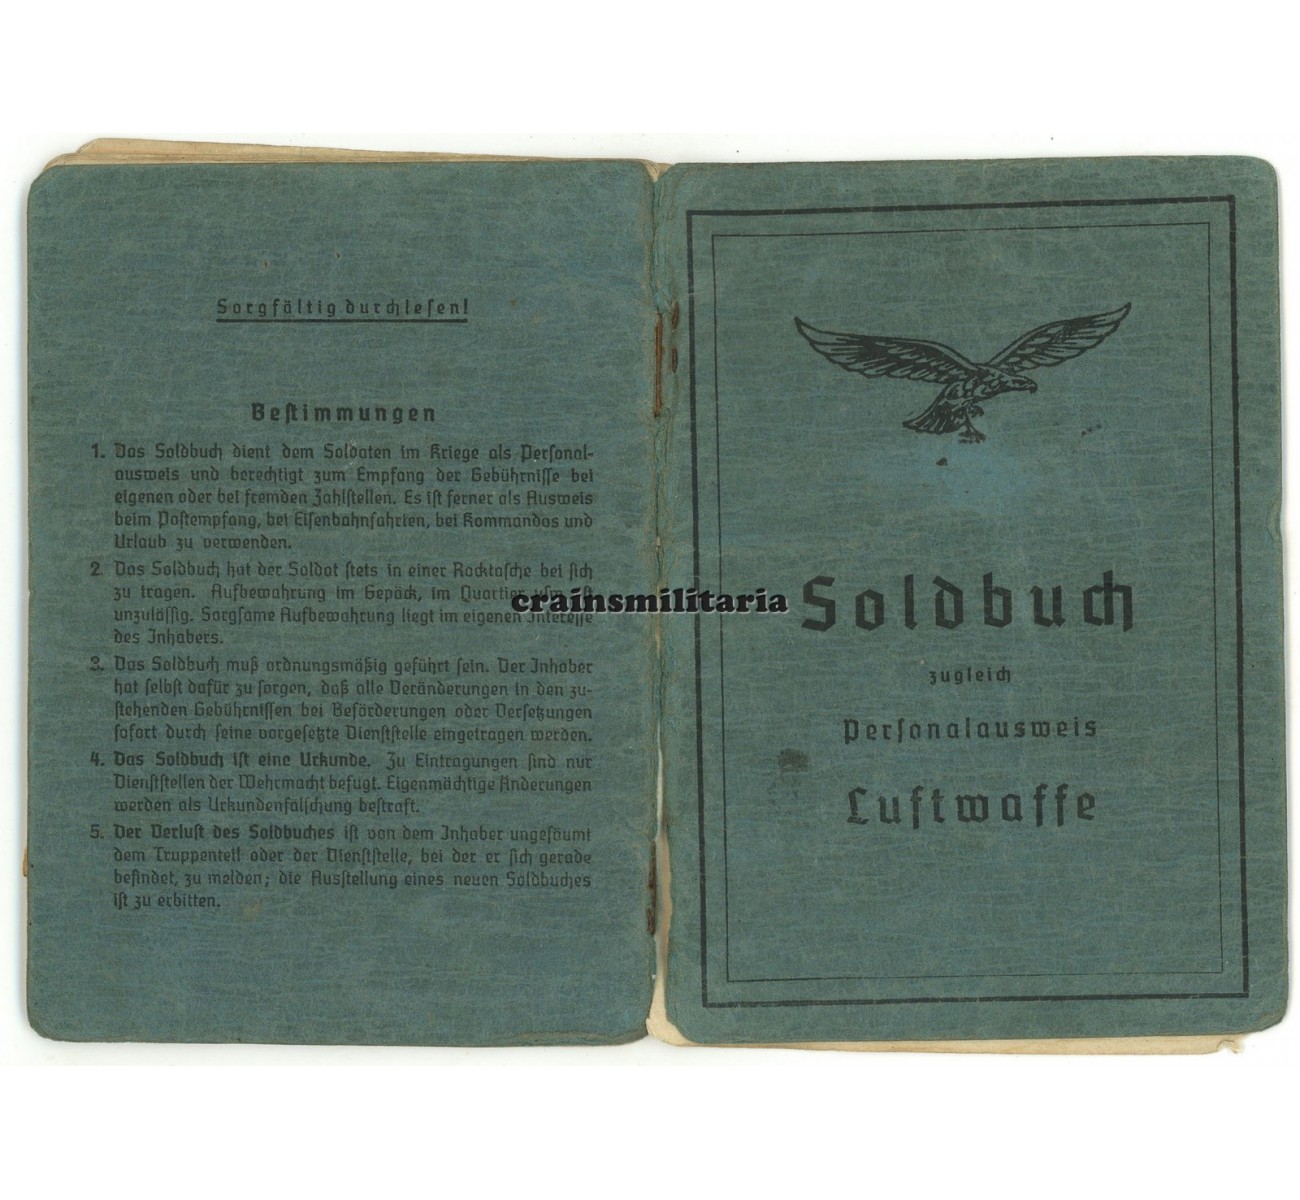 Sorgfältig durchlesen!
Bestimmungen
1. Das Soldbuch dient dem Soldaten im Kriege als Personal-
ausweis und berechtigt zum Empfang der Gebührnisse bei
eigenen oder bei fremden Zahlstellen. Es ist ferner als Ausweis
beim Postempfang, bei Eisenbahnfahrten, bei Kommandos und
Urlaub zu verwenden.
2. Das Soldbuch hat der Soldat stets in einer Rocktasche bei sich
zu tragen. Aufbewahrung im Gepäck, im Quartier usw. ist
unzulässig. Sorgsame Aufbewahrung liegt im eigenen Interesse
des Inhabers.
3. Das Soldbuch muß ordnungsmäßig geführt sein. Der Inhaber
hat selbst dafür zu sorgen, daß alle Veränderungen in den zu-
stehenden Gebührnissen bei Beförderungen oder Versetzungen
sofort durch seine vorgesetzte Dienststelle eingetragen werden.
4. Das Soldbuch ist eine Urkunde. Zu Eintragungen sind nur
Dienststellen der Wehrmacht befugt. Eigenmächtige Änderungen
werden als Urkundenfälschung bestraft.
5. Der Verlust des Soldbuches ist von dem Inhaber ungesäumt
dem Truppenteil oder der Dienststelle, bei der er sich gerade
befindet, zu melden; die Ausstellung eines neuen Soldbuches
ist zu erbitten.
crainsmilitaria
Soldbuch
zugleich
Personalausweis
Luftwaffe